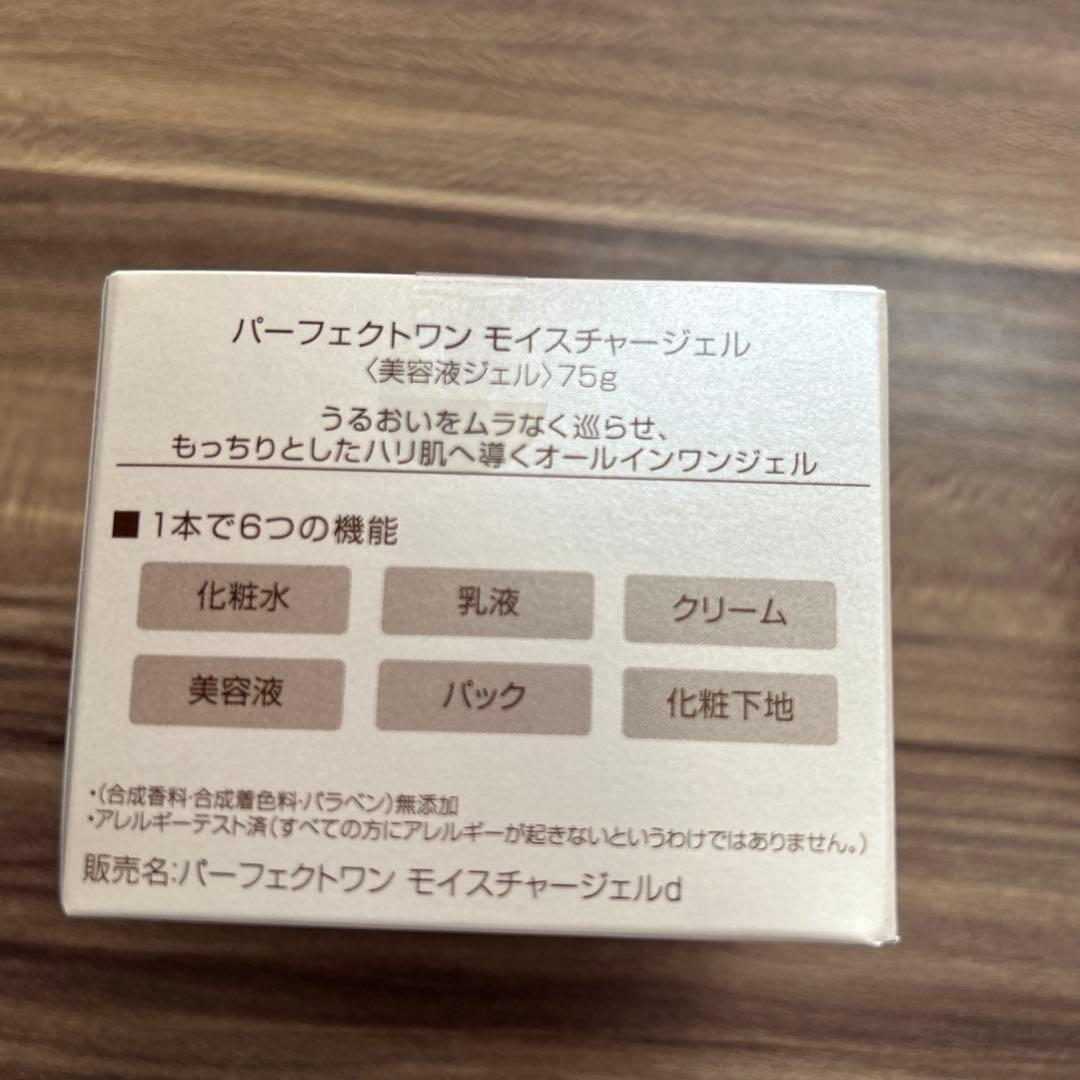 パーフェクトワン モイスチャージェル
〈美容液ジェル〉75g
うるおいをムラなく巡らせ、
もっちりとしたハリ肌へ導くオールインワンジェル
■ 1本で6つの機能
化粧水 乳液 クリーム
美容液 パック 化粧下地
・(合成香料・合成着色料・パラベン)無添加
・アレルギーテスト済(すべての方にアレルギーが起きないというわけではありません。)
販売名:パーフェクトワン モイスチャージェルd